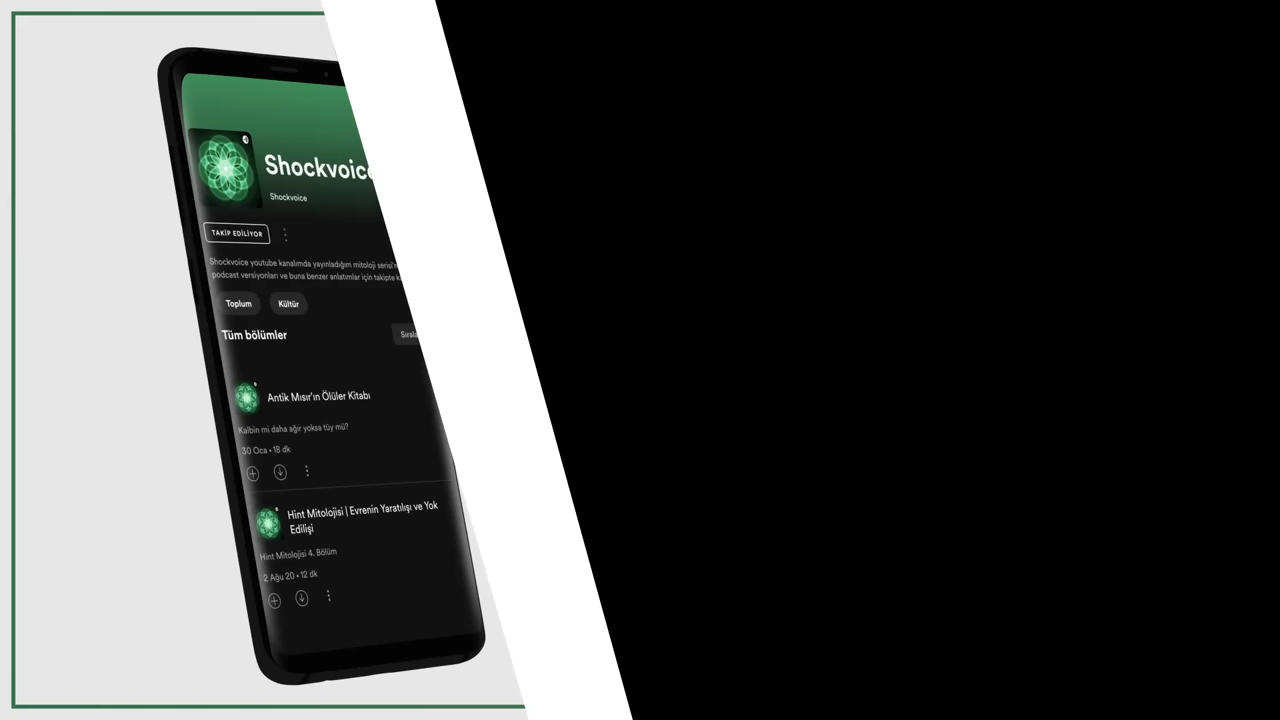 Shockvoice
Shockvoice
TAKİP EDİLİYOR
Shockvoice youtube kanalımda yayınladığım mitoloji serisi'n
podcast versiyonları ve buna benzer anlatımlar için takipte k
Toplum
Kültür
Tüm bölümler
Sırala
Antik Mısır'ın Ölüler Kitabı
Kalbin mi daha ağır yoksa tüy mü?
30 Oca • 18 dk
Hint Mitolojisi | Evrenin Yaratılışı ve Yok
Edilişi
Hint Mitolojisi 4. Bölüm
2 Ağu 20 • 12 dk